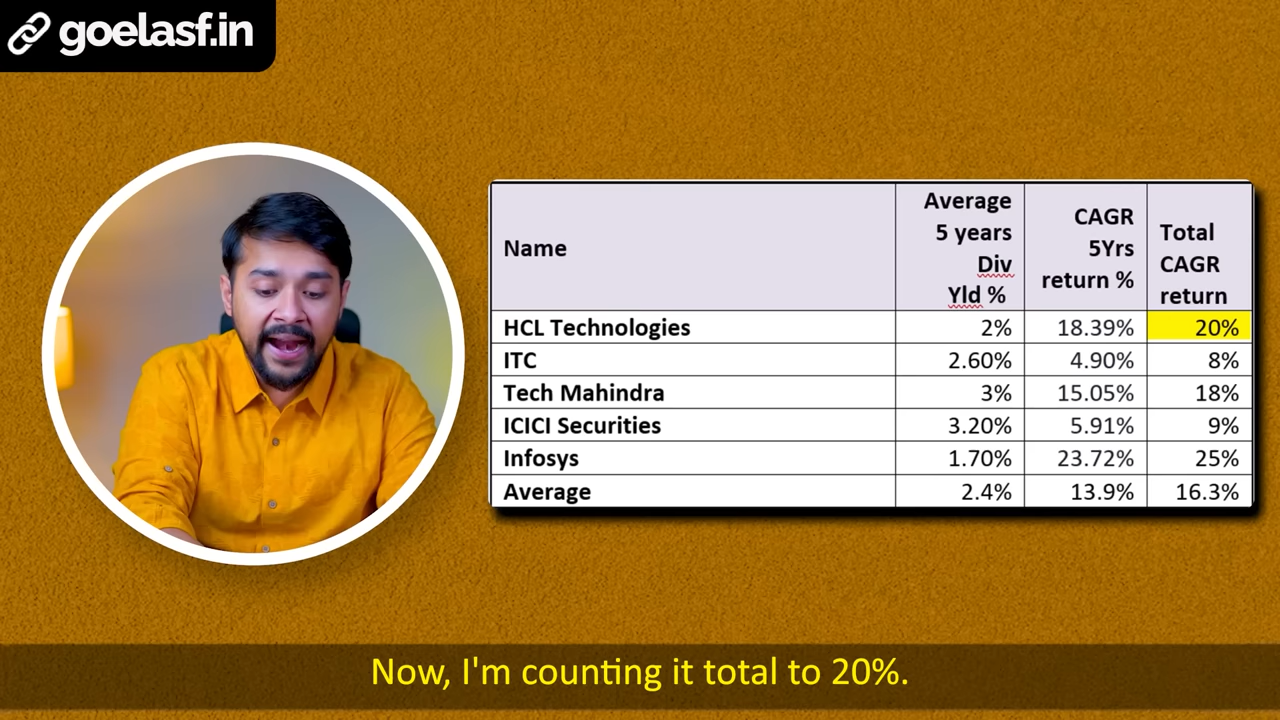 goelasf.in
Name
Average
5 years
Div
Yld %
CAGR
5Yrs
return %
Total
CAGR
return
HCL Technologies 2% 18.39% 20%
ITC 2.60% 4.90% 8%
Tech Mahindra 3% 15.05% 18%
ICICI Securities 3.20% 5.91% 9%
Infosys 1.70% 23.72% 25%
Average 2.4% 13.9% 16.3%
Now, I'm counting it total to 20%.